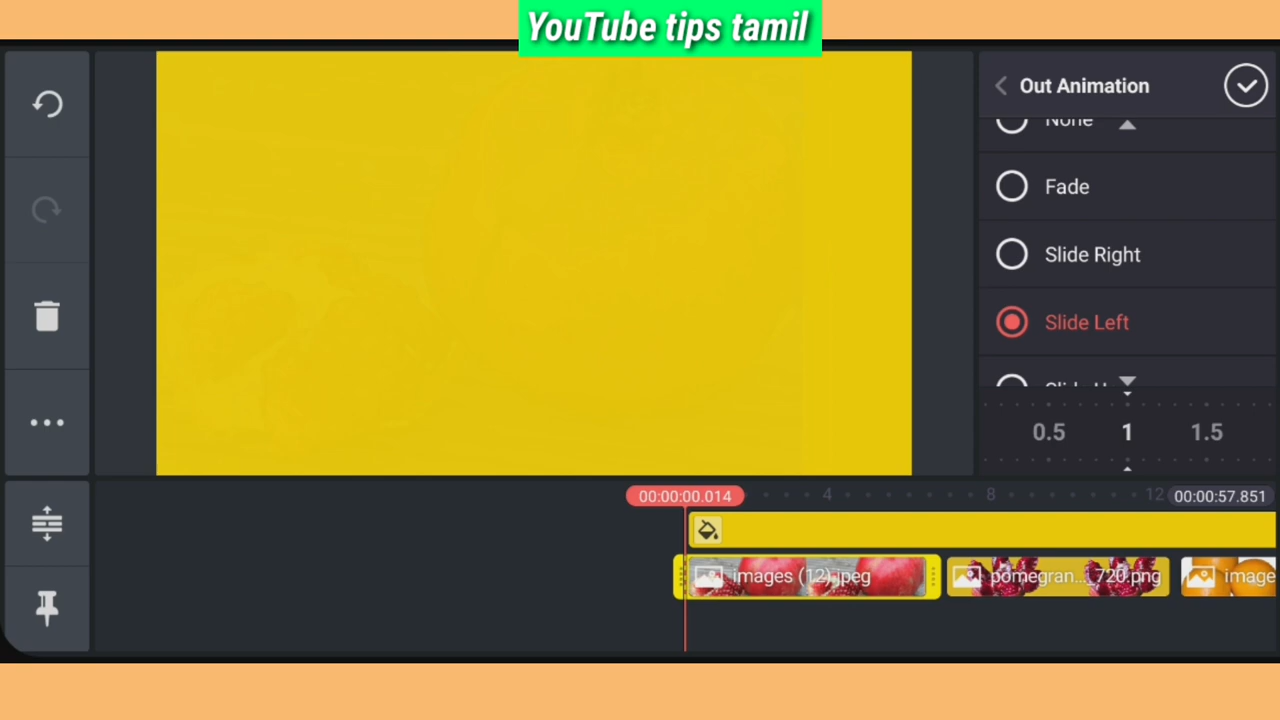 YouTube tips tamil
Out Animation
None
Fade
Slide Right
Slide Left
0.5 1 1.5
00:00:00.014 4 8 12 00:00:57.851
images (12).jpeg pomegran..._720.png image